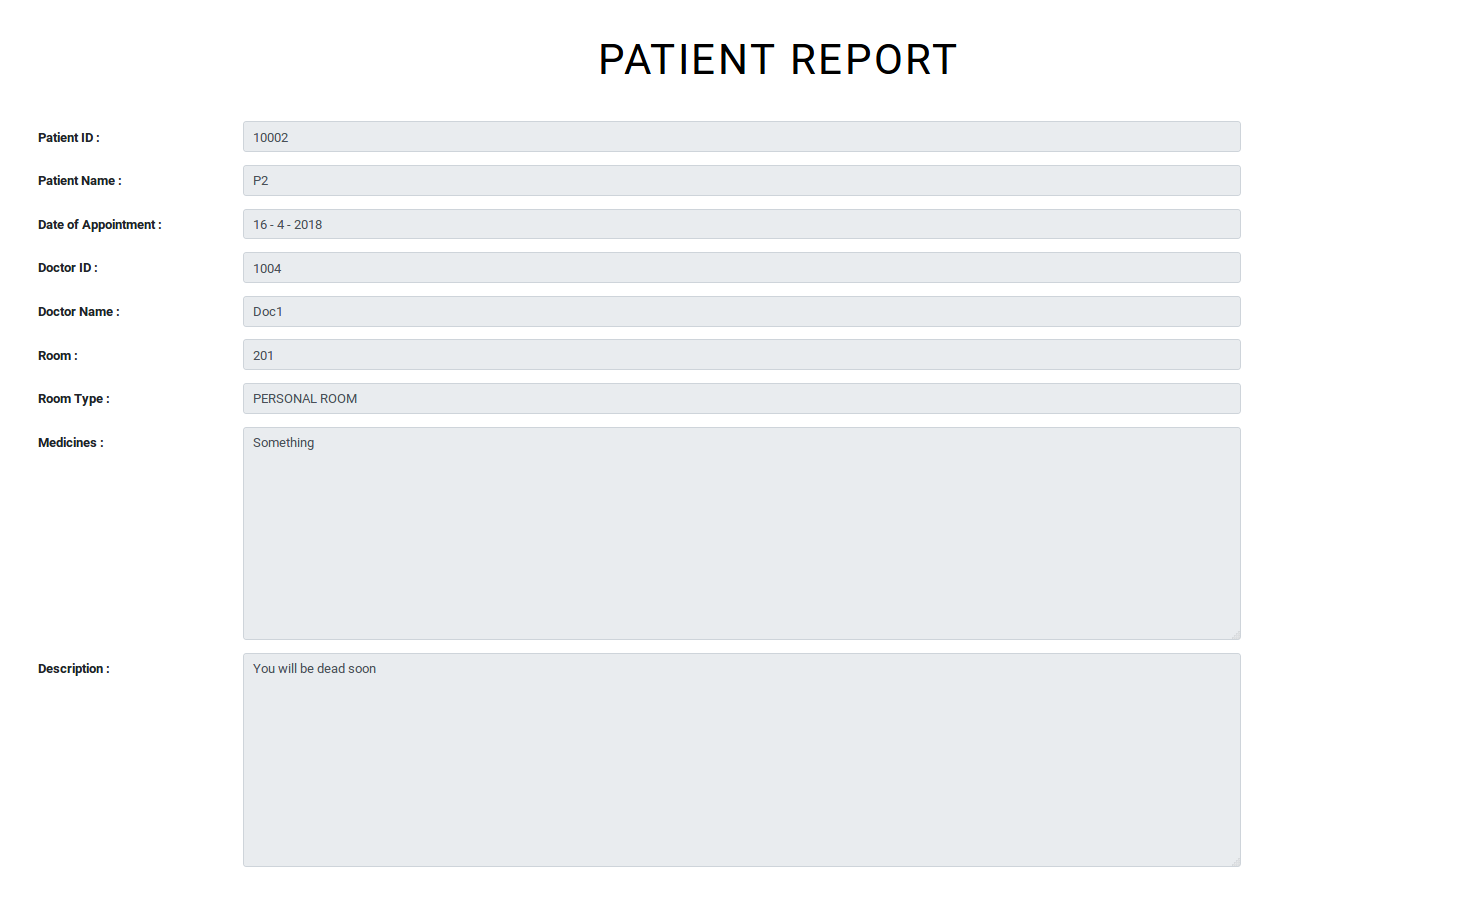 PATIENT REPORT
Patient ID : 10002
Patient Name : P2
Date of Appointment : 16 - 4 - 2018
Doctor ID : 1004
Doctor Name : Doc1
Room : 201
Room Type : PERSONAL ROOM
Medicines : Something
Description : You will be dead soon